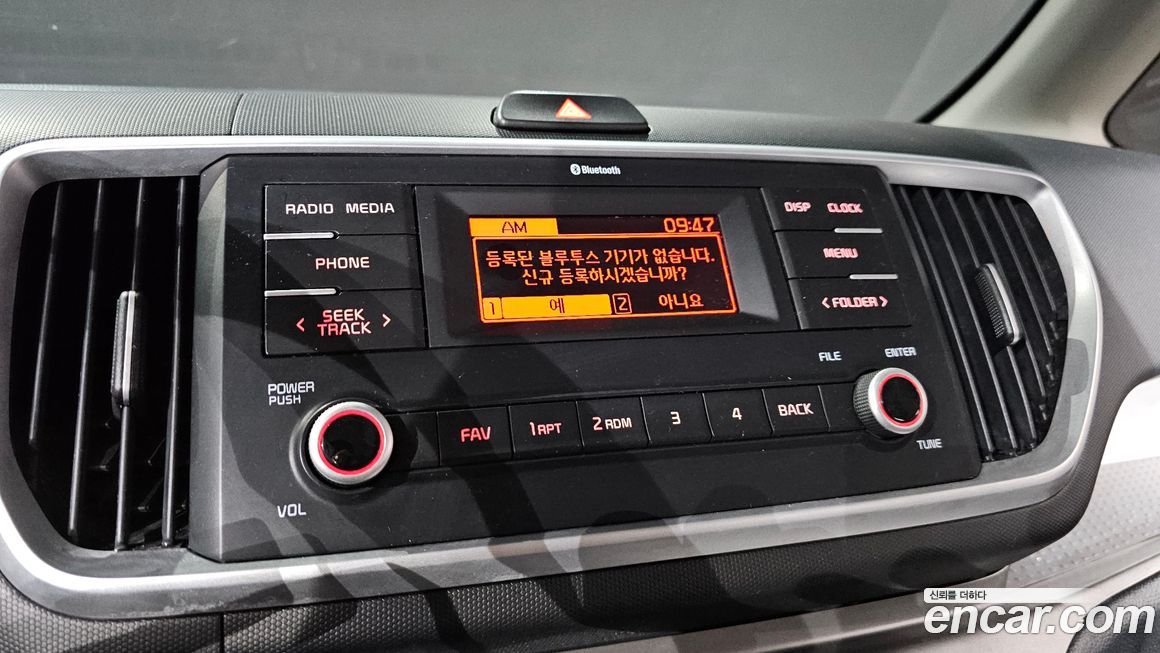 Bluetooth
RADIO MEDIA
AM 09:47
DISP CLOCK
등록된 블루투스 기기가 없습니다.
신규 등록하시겠습니까?
1 예 2 아니요
PHONE
MENU
< SEEK TRACK >
< FOLDER >
FILE ENTER
POWER
PUSH
FAV 1 RPT 2 RDM 3 4 BACK
TUNE
VOL
신뢰를 더하다
encar.com